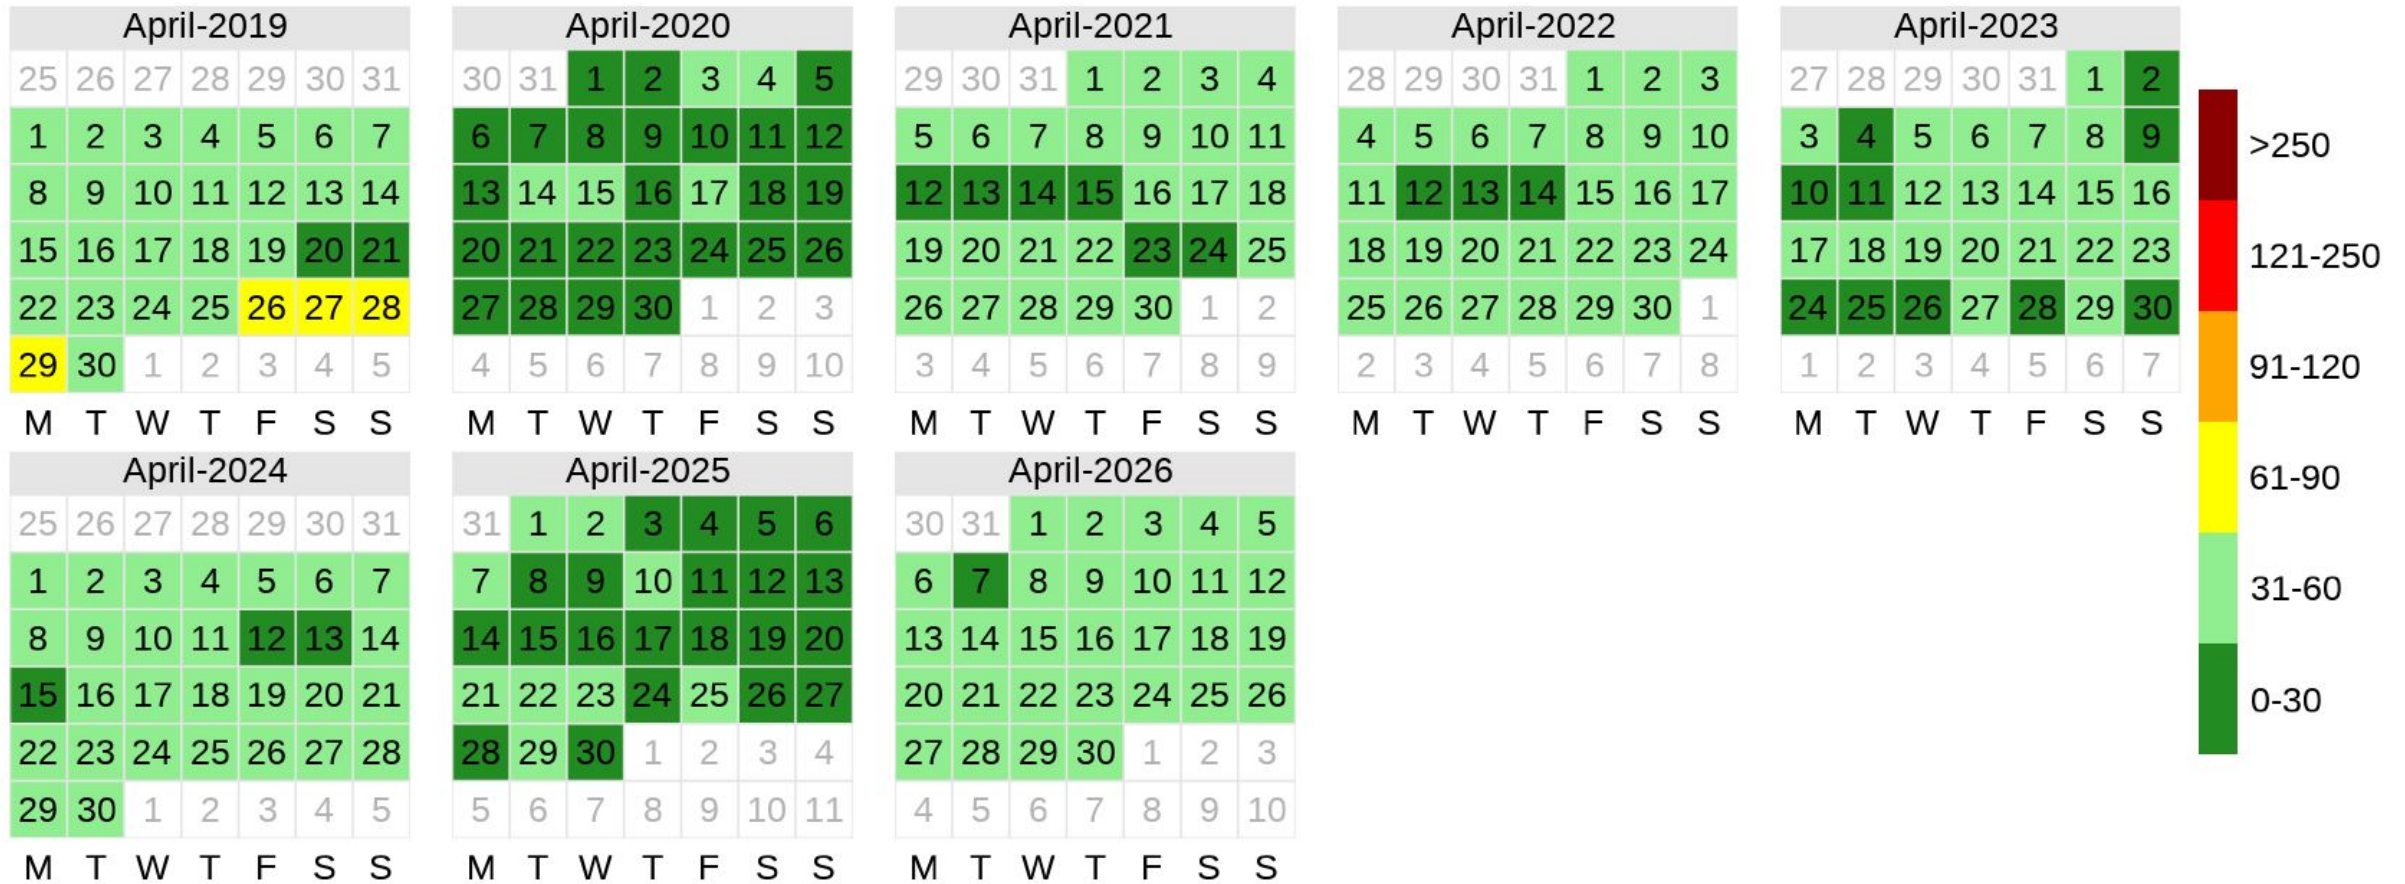 April-2019
25 26 27 28 29 30 31
1 2 3 4 5 6 7
8 9 10 11 12 13 14
15 16 17 18 19 20 21
22 23 24 25 26 27 28
29 30 1 2 3 4 5
M T W T F S S
April-2020
30 31 1 2 3 4 5
6 7 8 9 10 11 12
13 14 15 16 17 18 19
20 21 22 23 24 25 26
27 28 29 30 1 2 3
4 5 6 7 8 9 10
M T W T F S S
April-2021
29 30 31 1 2 3 4
5 6 7 8 9 10 11
12 13 14 15 16 17 18
19 20 21 22 23 24 25
26 27 28 29 30 1 2
3 4 5 6 7 8 9
M T W T F S S
April-2022
28 29 30 31 1 2 3
4 5 6 7 8 9 10
11 12 13 14 15 16 17
18 19 20 21 22 23 24
25 26 27 28 29 30 1
2 3 4 5 6 7 8
M T W T F S S
April-2023
27 28 29 30 31 1 2
3 4 5 6 7 8 9
10 11 12 13 14 15 16
17 18 19 20 21 22 23
24 25 26 27 28 29 30
1 2 3 4 5 6 7
M T W T F S S
April-2024
25 26 27 28 29 30 31
1 2 3 4 5 6 7
8 9 10 11 12 13 14
15 16 17 18 19 20 21
22 23 24 25 26 27 28
29 30 1 2 3 4 5
M T W T F S S
April-2025
31 1 2 3 4 5 6
7 8 9 10 11 12 13
14 15 16 17 18 19 20
21 22 23 24 25 26 27
28 29 30 1 2 3 4
5 6 7 8 9 10 11
M T W T F S S
April-2026
30 31 1 2 3 4 5
6 7 8 9 10 11 12
13 14 15 16 17 18 19
20 21 22 23 24 25 26
27 28 29 30 1 2 3
4 5 6 7 8 9 10
M T W T F S S
>250
121-250
91-120
61-90
31-60
0-30